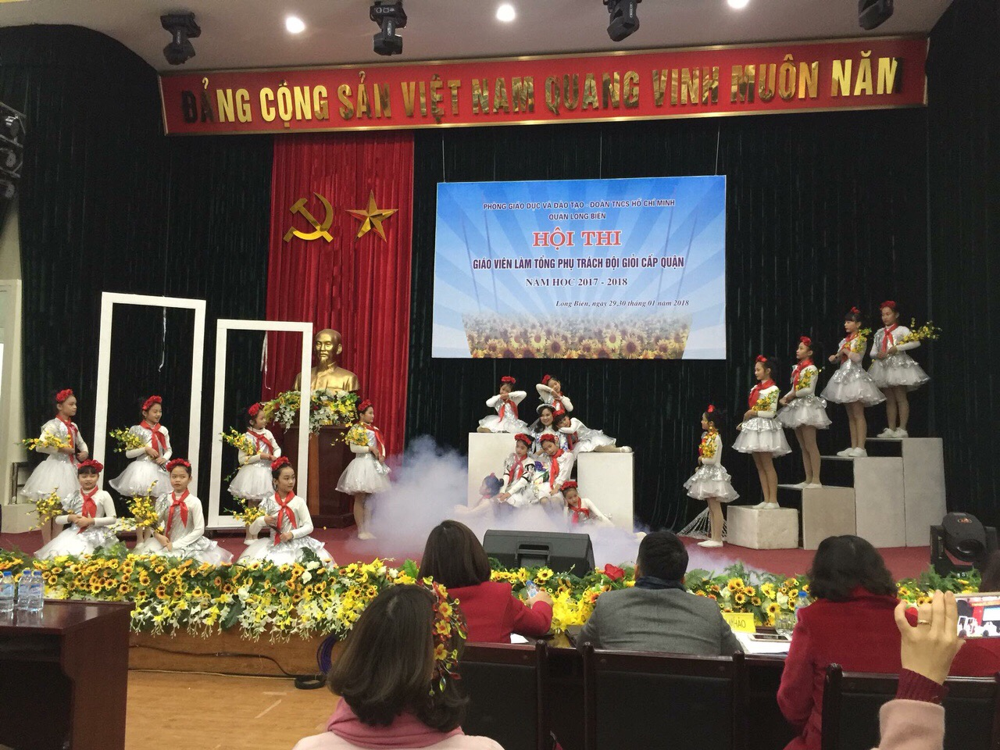 ĐẢNG CỘNG SẢN VIỆT NAM QUANG VINH MUÔN NĂM
PHÒNG GIÁO DỤC VÀ ĐÀO TẠO - ĐOÀN TNCS HỒ CHÍ MINH
QUẬN LONG BIÊN
HỘI THI
GIÁO VIÊN LÀM TỔNG PHỤ TRÁCH ĐỘI GIỎI CẤP QUẬN
NĂM HỌC 2017 - 2018
Long Biên, ngày 29,30 tháng 01 năm 2018